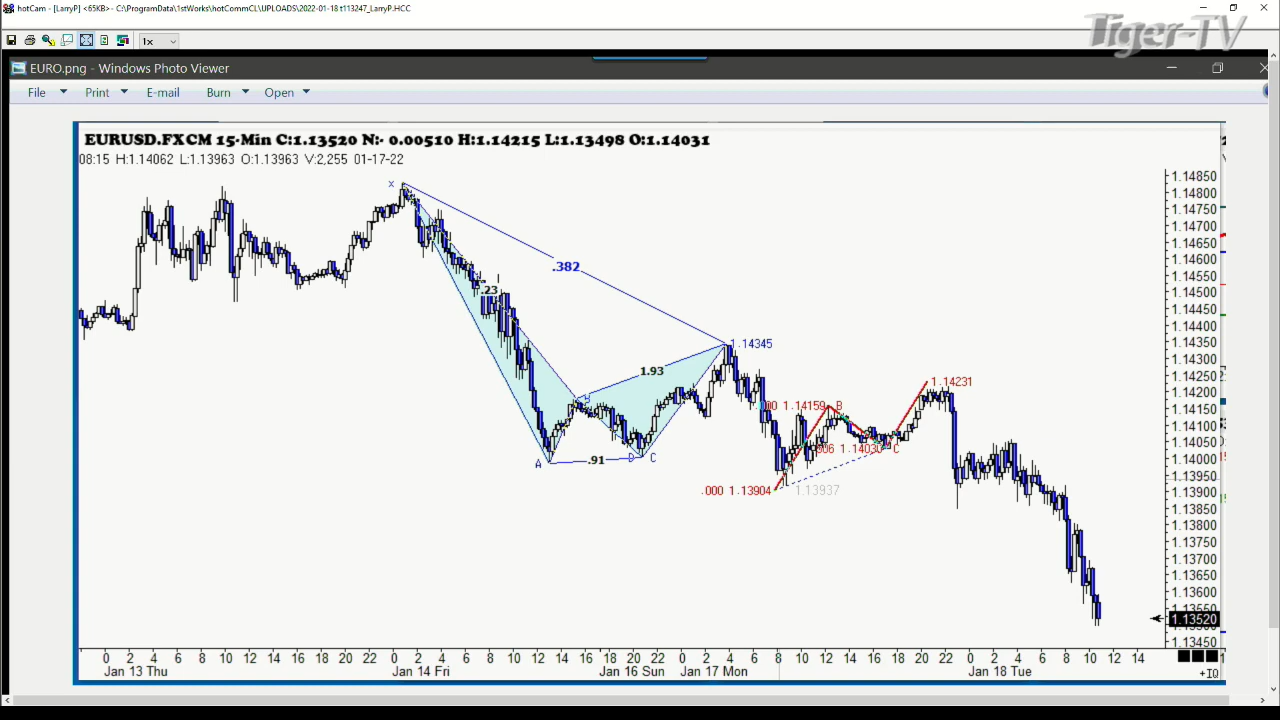 hotCam - [LarryP] <65KB>- C:\ProgramData\1stWorks\hotCommCL\UPLOADS\2022-01-18 t113247_LarryP.HCC
Tiger-TV
1x
EURO.png - Windows Photo Viewer
File Print E-mail Burn Open
EURUSD.FXCM 15-Min C:1.13520 N:- 0.00510 H:1.14215 L:1.13498 O:1.14031
08:15 H:1.14062 L:1.13963 O:1.13963 V:2,255 01-17-22
X
.382
.23
1.14345
1.93
B
.91
A
D
C
1.14231
.000 1.14159 B
1.14030 C
.000 1.13904
1.13937
1.14850
1.14800
1.14750
1.14700
1.14650
1.14600
1.14550
1.14500
1.14450
1.14400
1.14350
1.14300
1.14250
1.14200
1.14150
1.14100
1.14050
1.14000
1.13950
1.13900
1.13850
1.13800
1.13750
1.13700
1.13650
1.13600
1.13550
1.13520
1.13450
0 2 4 6 8 10 12 14 16 18 20 22 0 2 4 6 8 10 12 14 16 20 22 0 2 4 6 8 10 12 14 16 20 22 0 2 4 6 8 10 12 14
Jan 13 Thu Jan 14 Fri Jan 16 Sun Jan 17 Mon Jan 18 Tue
+IQ